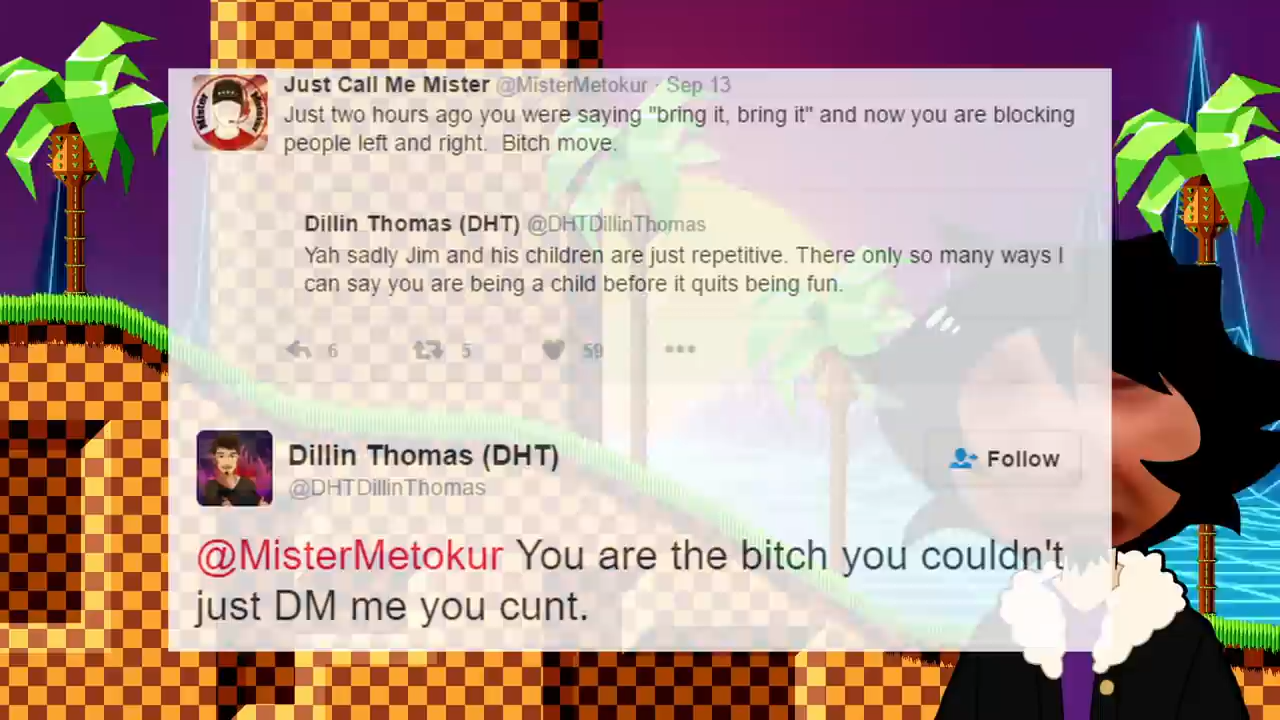 Just Call Me Mister @MisterMetokur · Sep 13
Just two hours ago you were saying "bring it, bring it" and now you are blocking
people left and right.  Bitch move.
Dillin Thomas (DHT) @DHTDillinThomas
Yah sadly Jim and his children are just repetitive. There only so many ways I
can say you are being a child before it quits being fun.
6 5 59 •••
Dillin Thomas (DHT)
Follow
@DHTDillinThomas
@MisterMetokur You are the bitch you couldn't
just DM me you cunt.
Mister Metokur